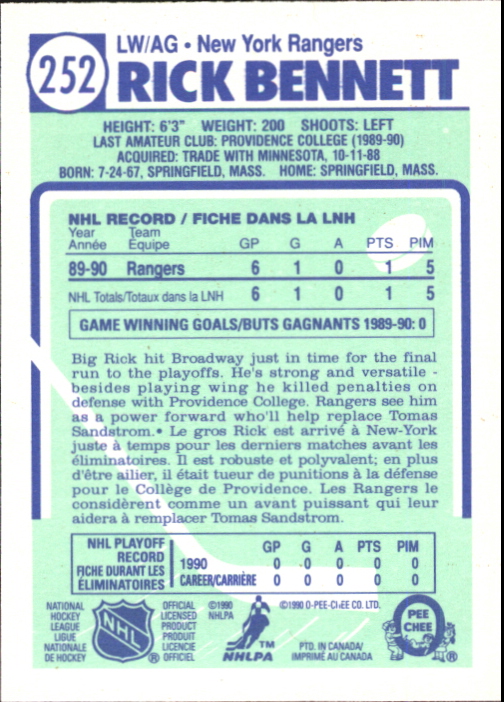 252
LW/AG • New York Rangers
RICK BENNETT
HEIGHT: 6'3" WEIGHT: 200 SHOOTS: LEFT
LAST AMATEUR CLUB: PROVIDENCE COLLEGE (1989-90)
ACQUIRED: TRADE WITH MINNESOTA, 10-11-88
BORN: 7-24-67, SPRINGFIELD, MASS. HOME: SPRINGFIELD, MASS.
NHL RECORD / FICHE DANS LA LNH
Year Team
Année Équipe GP G A PTS PIM
89-90 Rangers 6 1 0 1 5
NHL Totals/Totaux dans la LNH 6 1 0 1 5
GAME WINNING GOALS/BUTS GAGNANTS 1989-90: 0
Big Rick hit Broadway just in time for the final
run to the playoffs. He's strong and versatile -
besides playing wing he killed penalties on
defense with Providence College. Rangers see him
as a power forward who'll help replace Tomas
Sandstrom.• Le gros Rick est arrivé à New-York
juste à temps pour les derniers matches avant les
éliminatoires. Il est robuste et polyvalent; en plus
d'être ailier, il était tueur de punitions à la défense
pour le Collège de Providence. Les Rangers le
considèrent comme un avant puissant qui leur
aidera à remplacer Tomas Sandstrom.
NHL PLAYOFF
RECORD
FICHE DURANT LES
ÉLIMINATOIRES
GP G A PTS PIM
1990 0 0 0 0 0
CAREER/CARRIÈRE 0 0 0 0 0
NATIONAL
HOCKEY
LEAGUE
LIGUE
NATIONALE
DE HOCKEY
NHL
®
OFFICIAL
LICENSED
PRODUCT
PRODUIT
LICENCIE
OFFICIEL
©1990
NHLPA
TM
NHLPA
©1990 O-PEE-CHEE CO. LTD.
PTD. IN CANADA/
IMPRIMÉ AU CANADA
PEE
CHEE
®